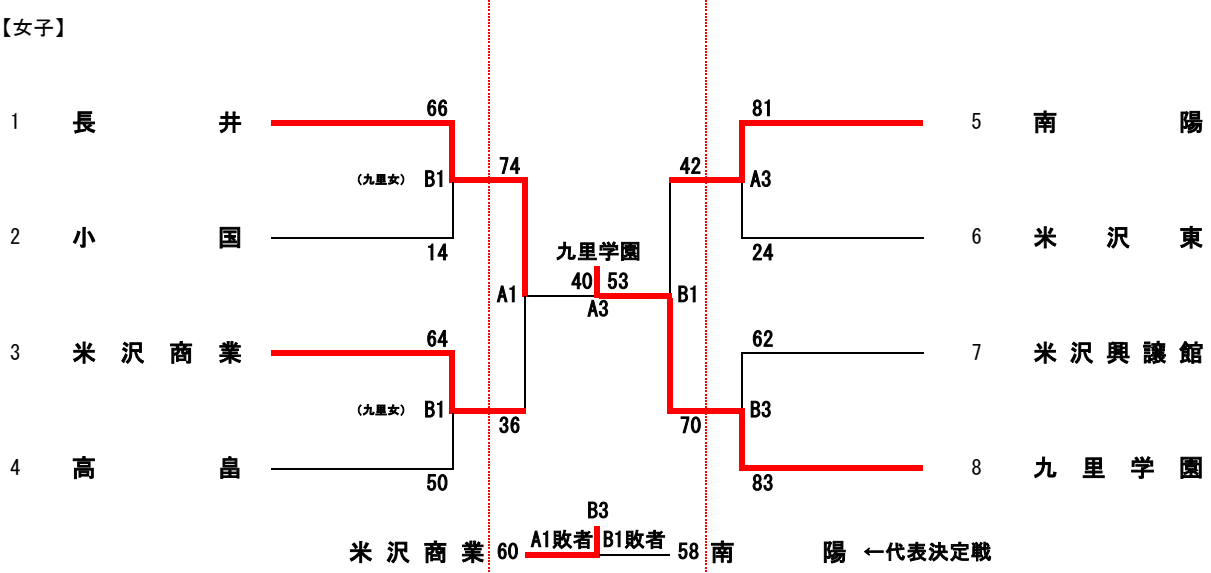 【女子】
66 81
1 長井 5 南陽
74 42
(九里女) B1 A3
2 小国 6 米沢東
14 九里学園 24
40 53
A1 B1
A3
64 62
3 米沢商業 7 米沢興譲館
(九里女) B1 B3
36 70
4 高畠 8 九里学園
50 83
B3
A1敗者 B1敗者
米沢商業 60 58 南陽 ←代表決定戦